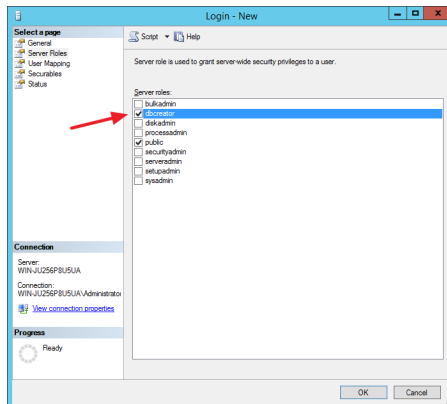 Login - New
Select a page
General
Server Roles
User Mapping
Securables
Status
Script
Help
Server role is used to grant server-wide security privileges to a user.
Server roles:
bulkadmin
dbcreator
diskadmin
processadmin
public
securityadmin
serveradmin
setupadmin
sysadmin
Connection
Server:
WIN-JU256P8U5UA
Connection:
WIN-JU256P8U5UA\Administrator
View connection properties
Progress
Ready
OK
Cancel